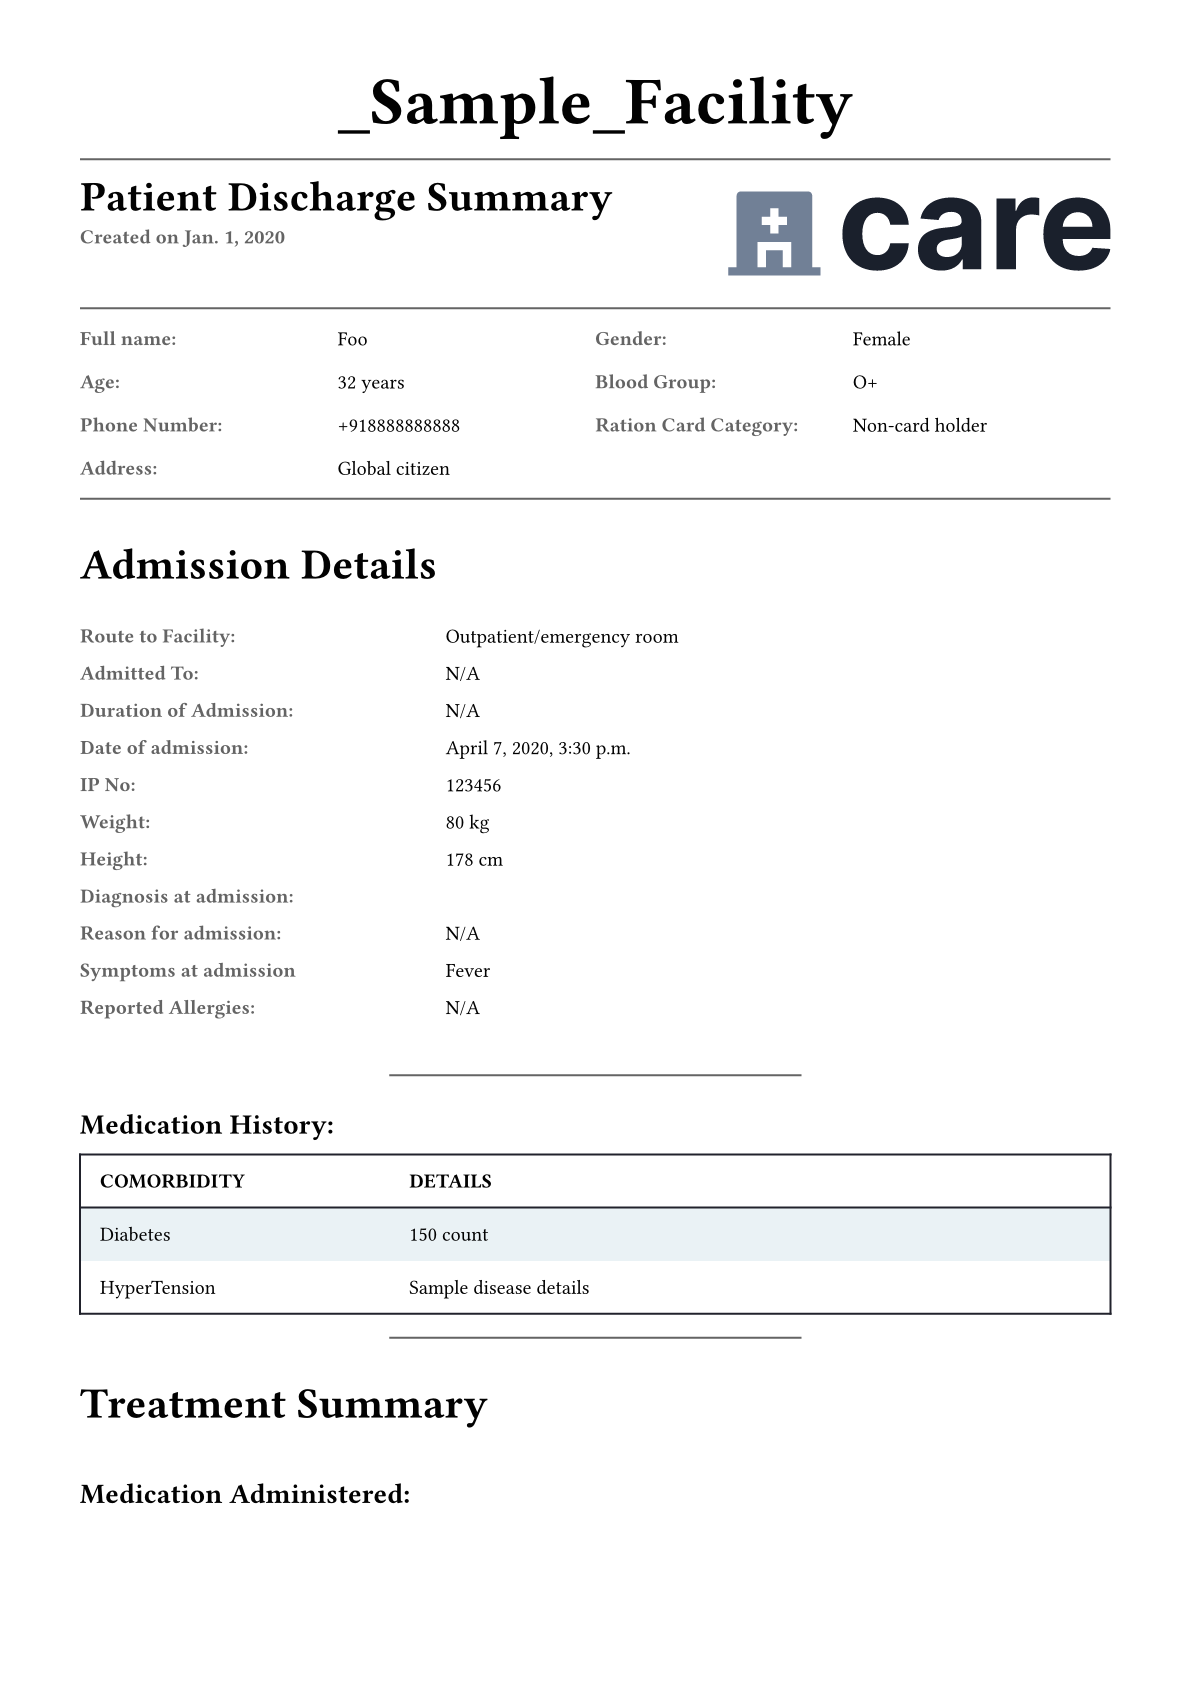 _Sample_Facility
Patient Discharge Summary
Created on Jan. 1, 2020
care
Full name: Foo Gender: Female
Age: 32 years Blood Group: O+
Phone Number: +918888888888 Ration Card Category: Non-card holder
Address: Global citizen
Admission Details
Route to Facility: Outpatient/emergency room
Admitted To: N/A
Duration of Admission: N/A
Date of admission: April 7, 2020, 3:30 p.m.
IP No: 123456
Weight: 80 kg
Height: 178 cm
Diagnosis at admission:
Reason for admission: N/A
Symptoms at admission Fever
Reported Allergies: N/A
Medication History:
COMORBIDITY DETAILS
Diabetes 150 count
HyperTension Sample disease details
Treatment Summary
Medication Administered: